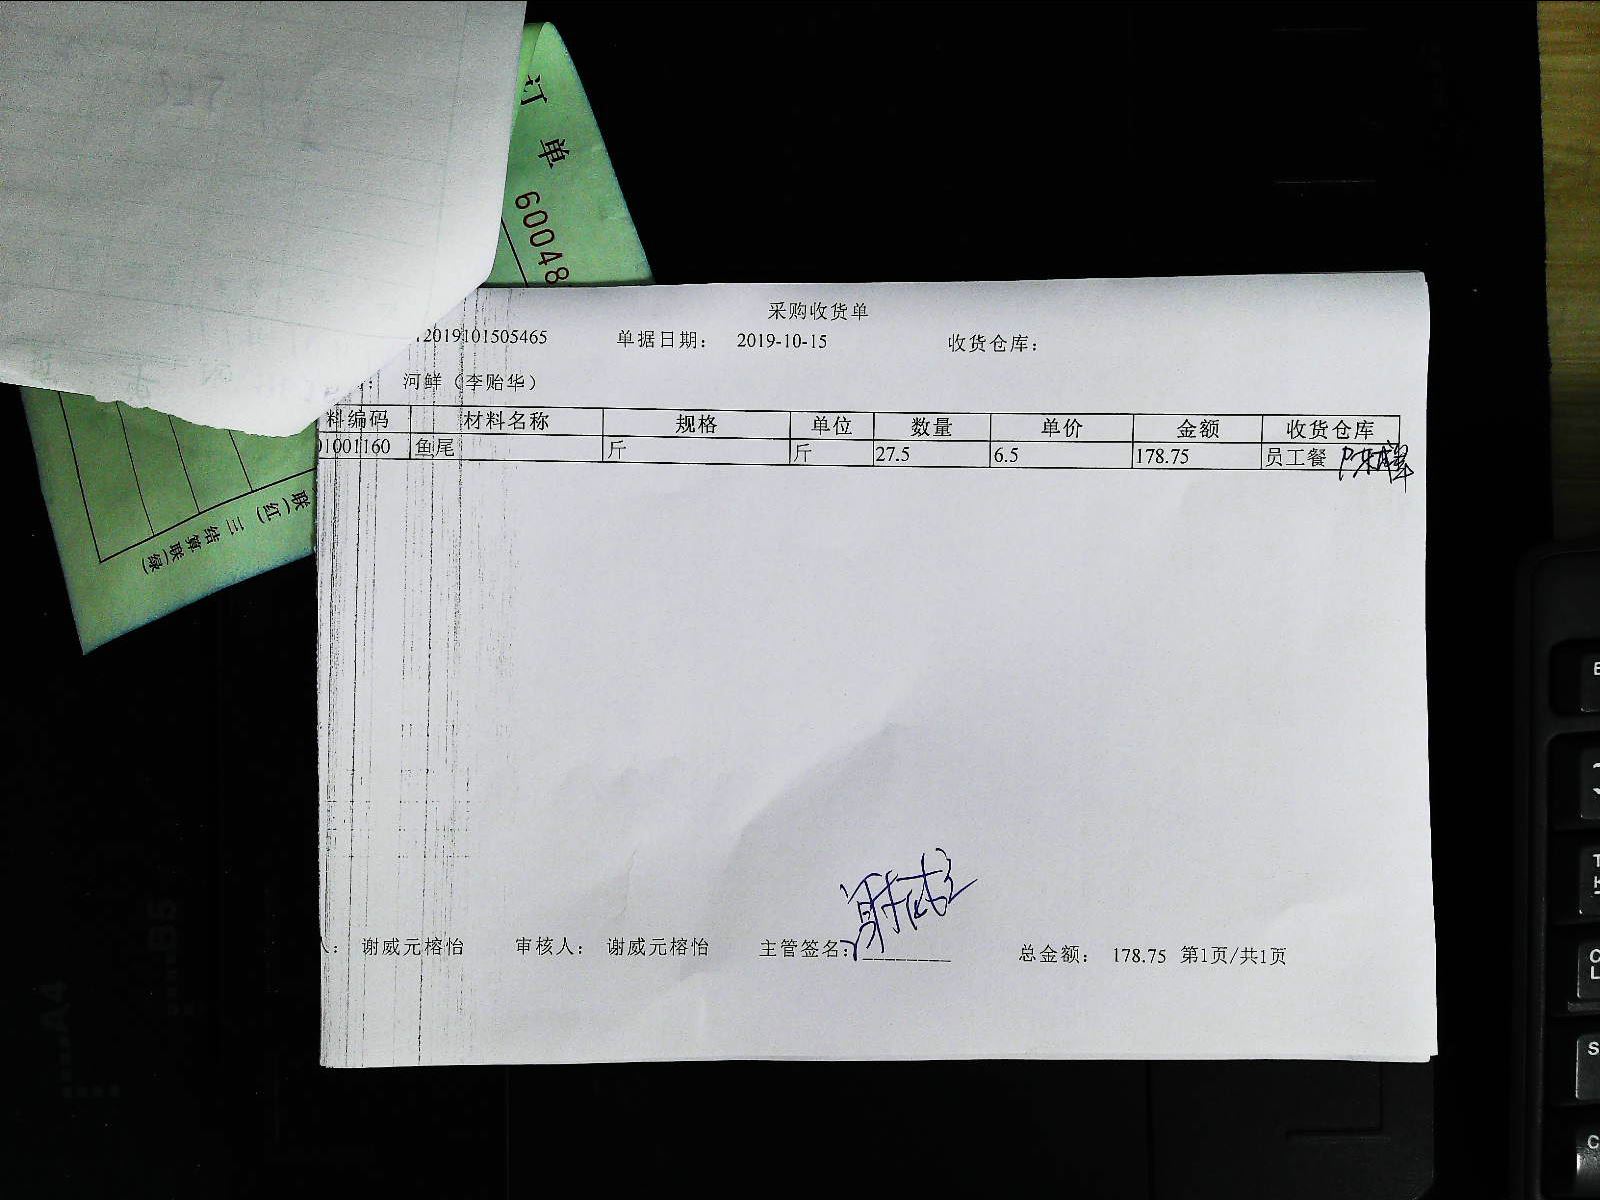 订单
60048
采购收货单
12019101505465 单据日期： 2019-10-15 收货仓库：
： 河鲜（李贻华）
料编码 材料名称 规格 单位 数量 单价 金额 收货仓库
01001160 鱼尾 斤 斤 27.5 6.5 178.75 员工餐
联(红) 三结算联(绿)
： 谢威元榕怡 审核人： 谢威元榕怡 主管签名： 总金额： 178.75 第1页/共1页
A4
B5